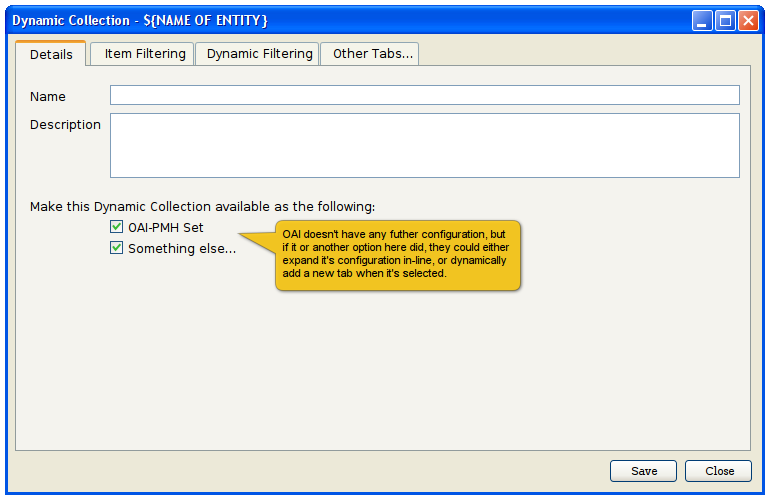 Dynamic Collection - ${NAME OF ENTITY}
Details Item Filtering Dynamic Filtering Other Tabs...
Name
Description
Make this Dynamic Collection available as the following:
OAI-PMH Set
Something else...
OAI doesn't have any futher configuration, but
if it or another option here did, they could either
expand it's configuration in-line, or dynamically
add a new tab when it's selected.
Save Close